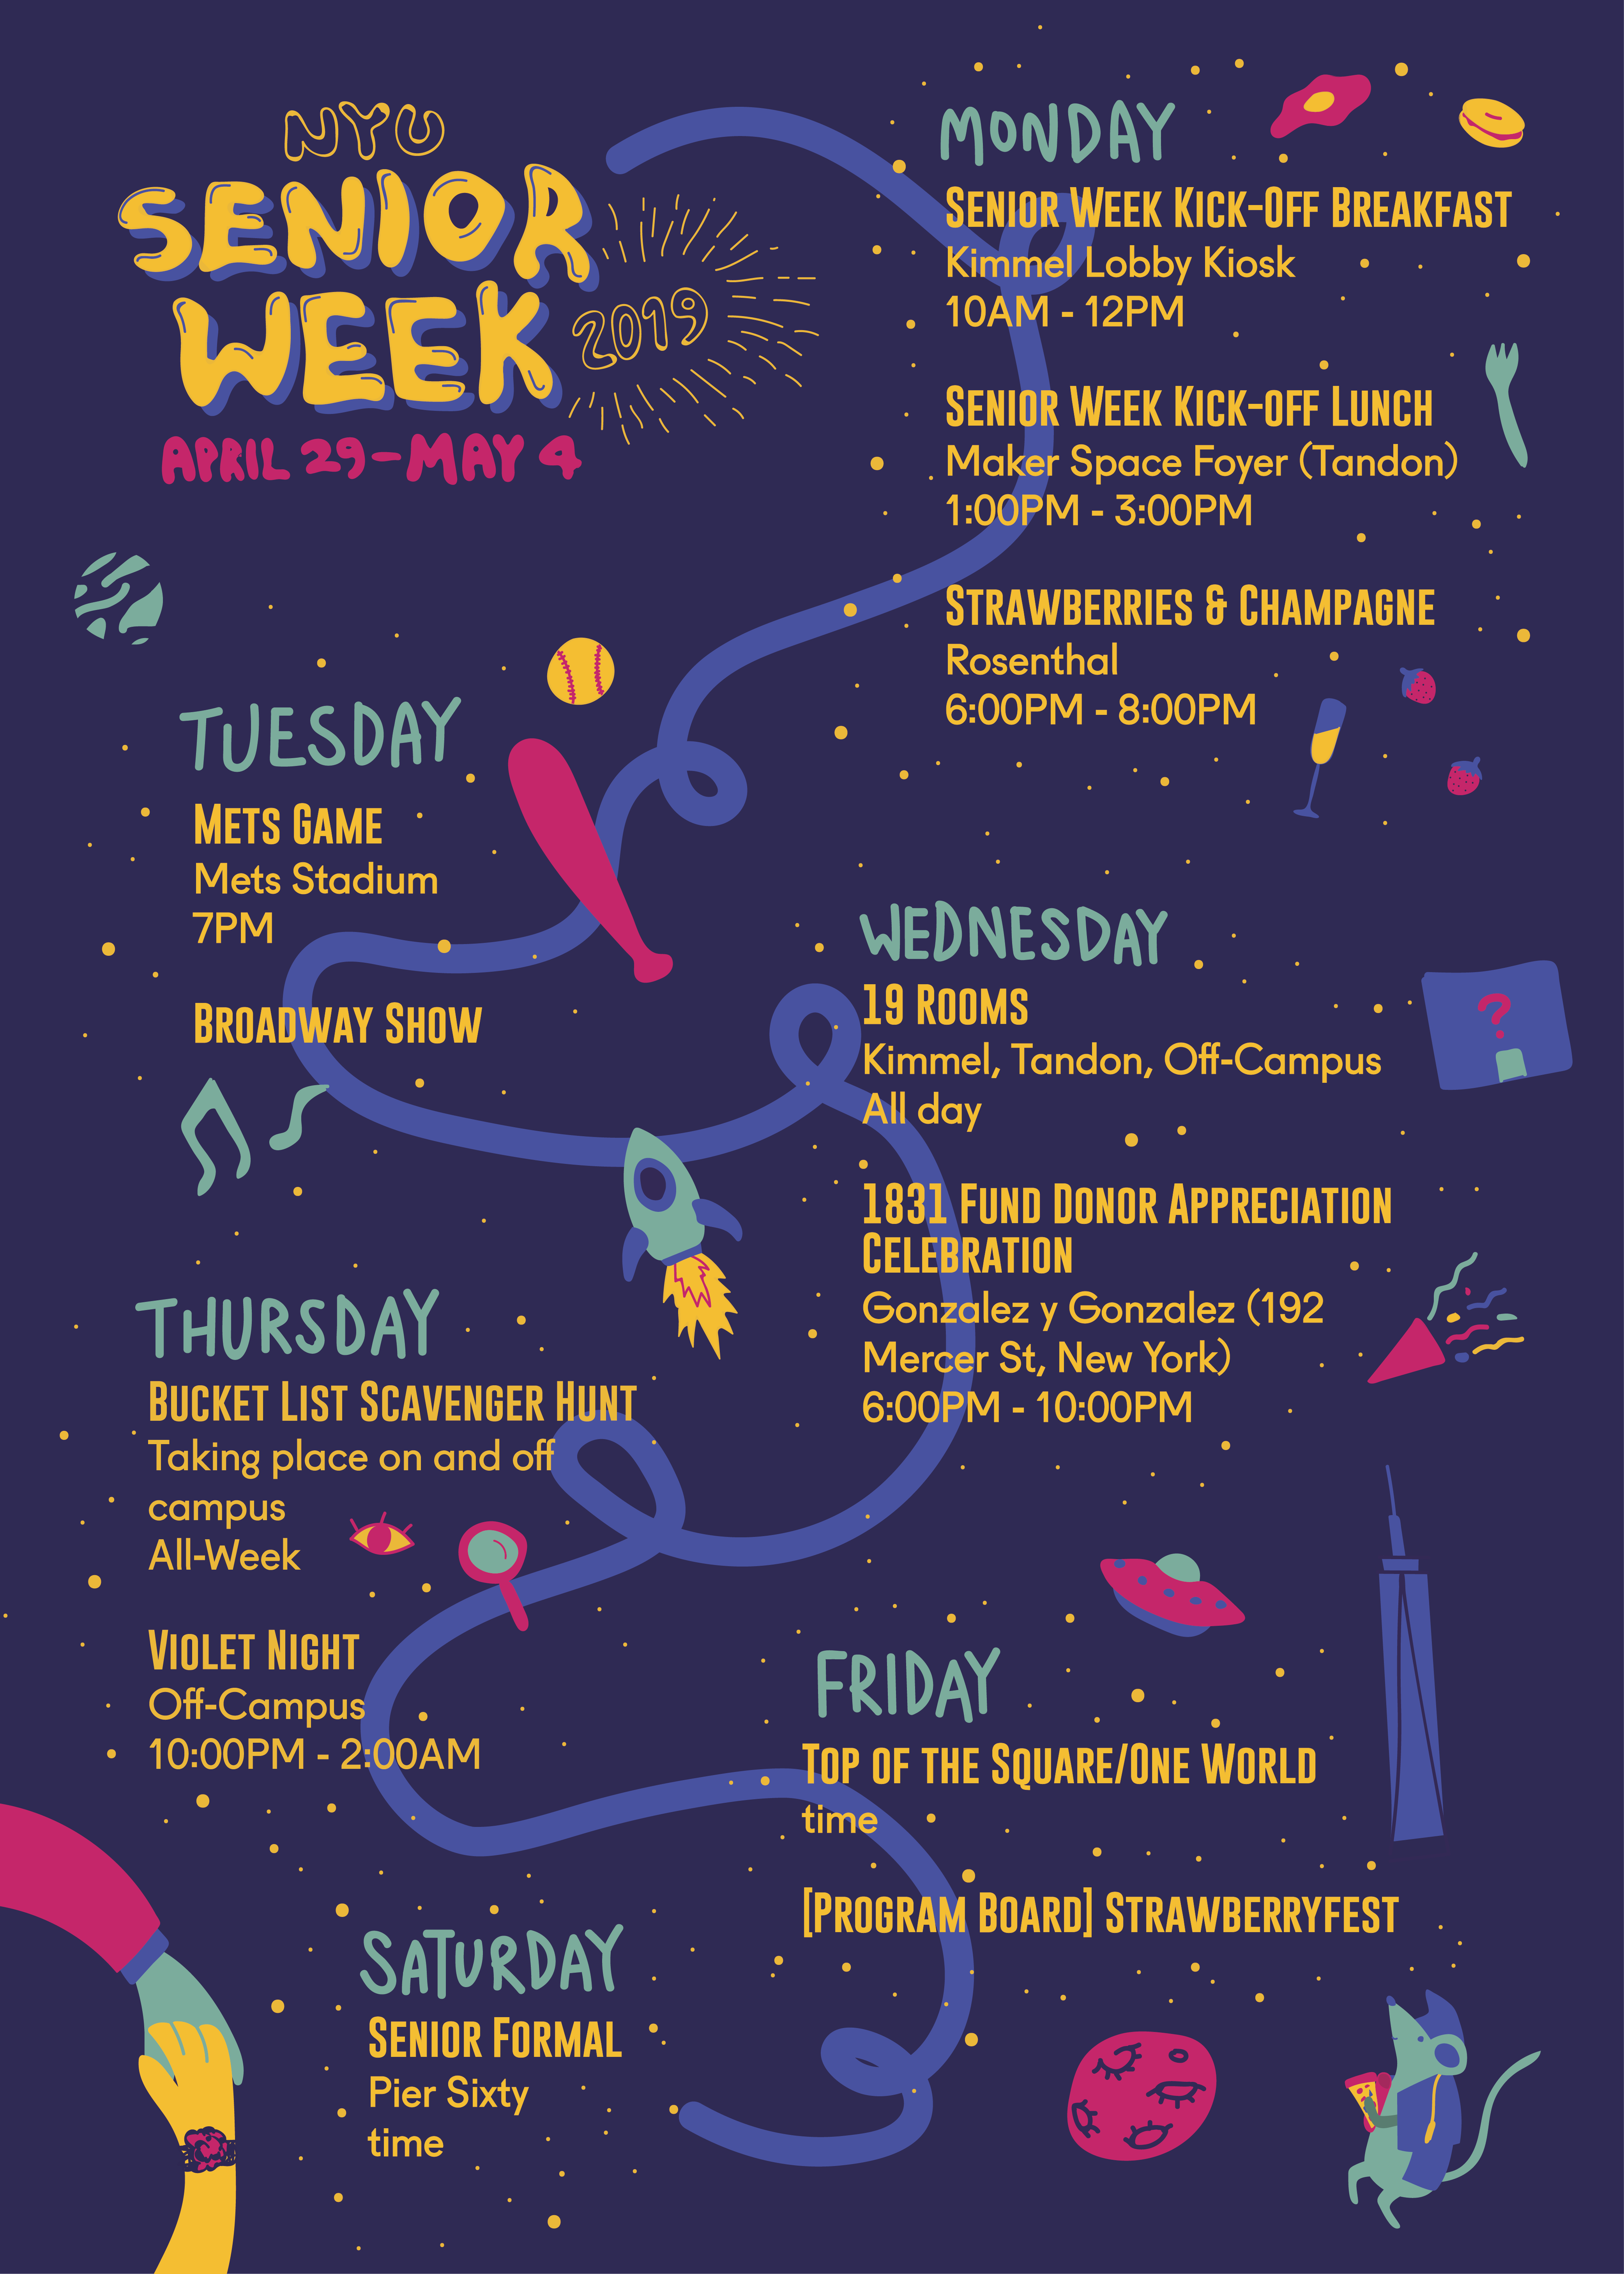 NYU
SENIOR
WEEK
2019
APRIL 29-MAY 4
MONDAY
SENIOR WEEK KICK-OFF BREAKFAST
Kimmel Lobby Kiosk
10AM - 12PM
SENIOR WEEK KICK-OFF LUNCH
Maker Space Foyer (Tandon)
1:00PM - 3:00PM
STRAWBERRIES & CHAMPAGNE
Rosenthal
6:00PM - 8:00PM
TUESDAY
METS GAME
Mets Stadium
7PM
BROADWAY SHOW
WEDNESDAY
19 ROOMS
Kimmel, Tandon, Off-Campus
All day
?
1831 FUND DONOR APPRECIATION
CELEBRATION
Gonzalez y Gonzalez (192
Mercer St, New York)
6:00PM - 10:00PM
THURSDAY
BUCKET LIST SCAVENGER HUNT
Taking place on and off
campus
All-Week
VIOLET NIGHT
Off-Campus
10:00PM - 2:00AM
FRIDAY
TOP OF THE SQUARE/ONE WORLD
time
[PROGRAM BOARD] STRAWBERRYFEST
SATURDAY
SENIOR FORMAL
Pier Sixty
time